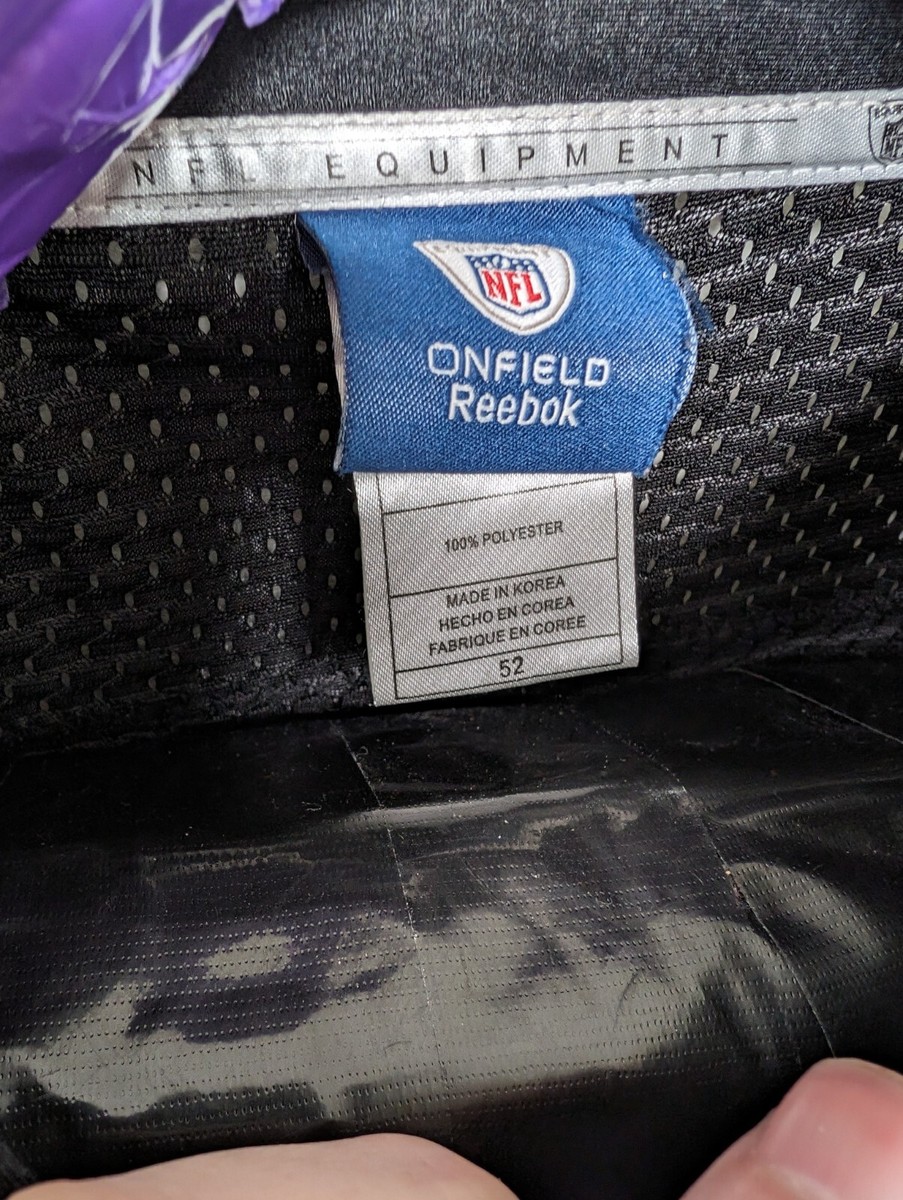 NFL EQUIPMENT
NFL
ONFIELD
Reebok
100% POLYESTER
MADE IN KOREA
HECHO EN COREA
FABRIQUE EN COREE
52